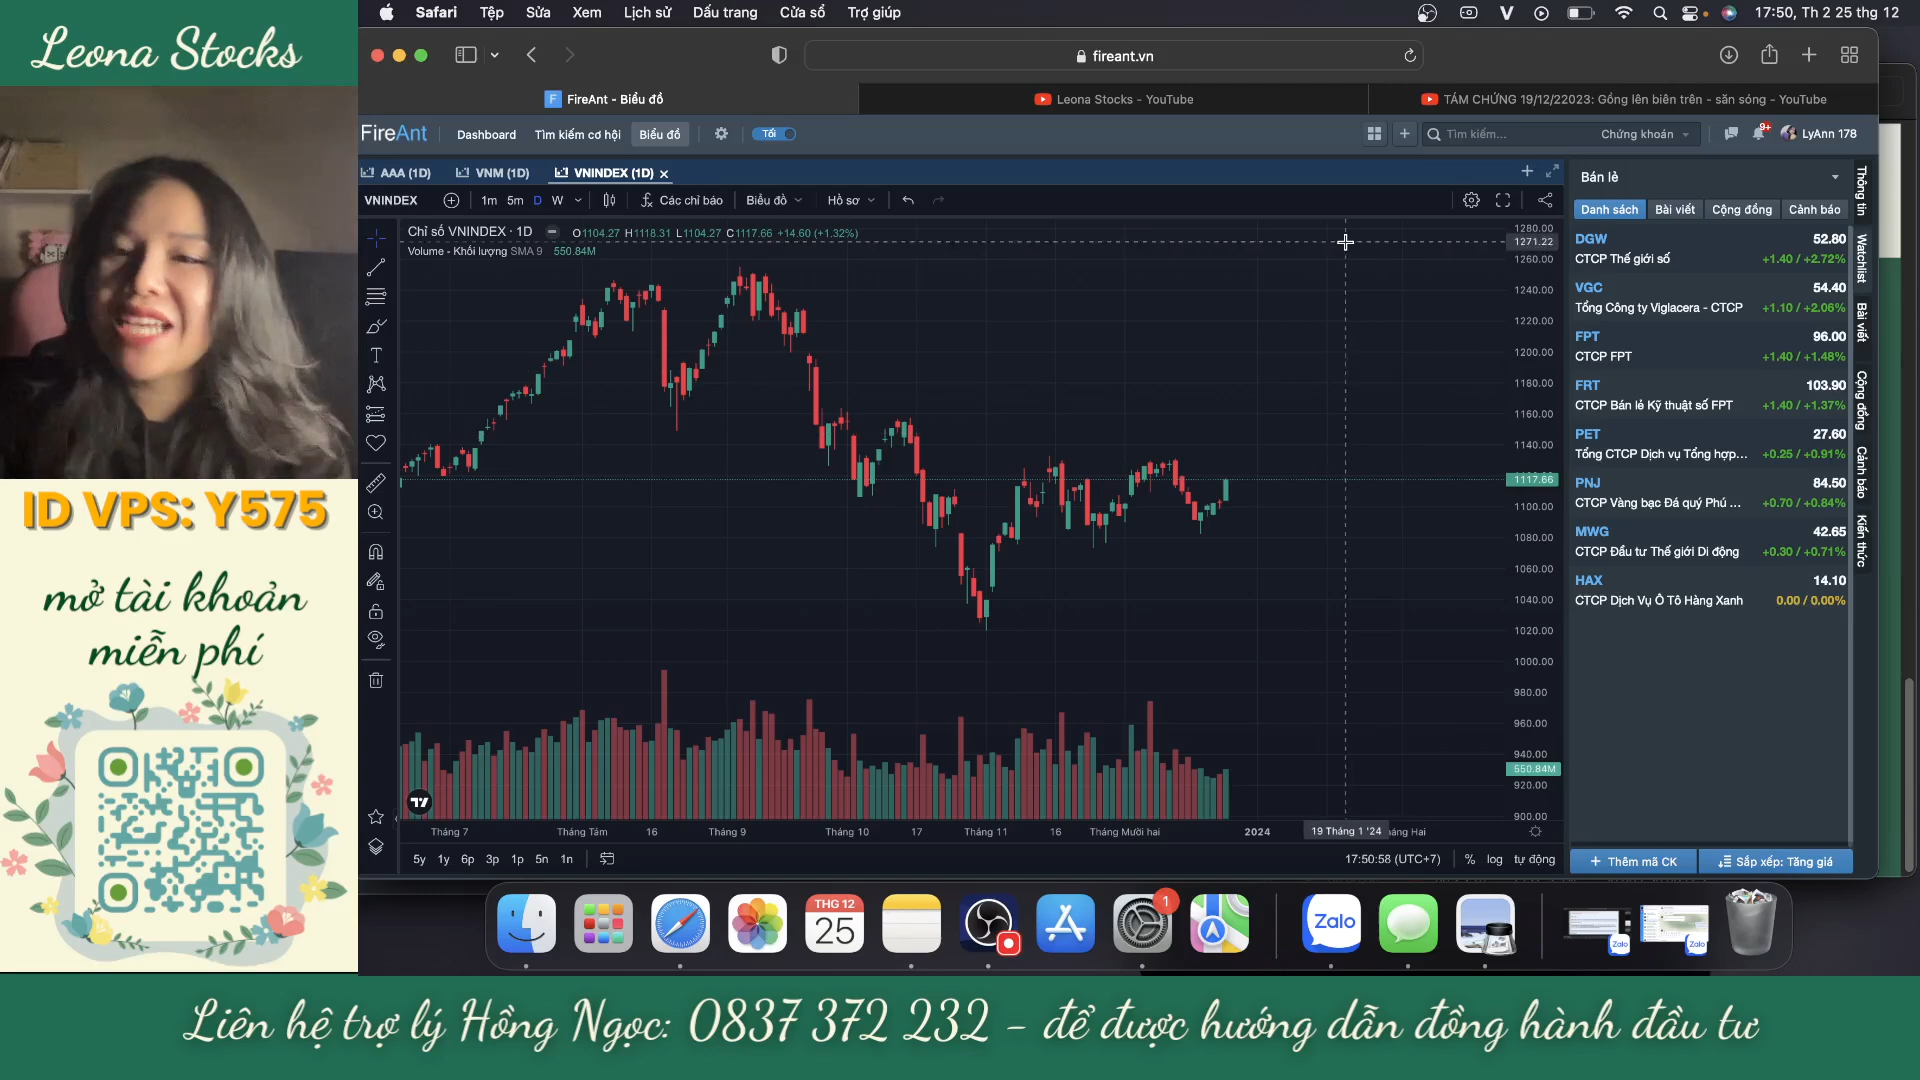 Leona Stocks
ID VPS: Y575
mở tài khoản
miễn phí
Safari Tệp Sửa Xem Lịch sử Dấu trang Cửa sổ Trợ giúp
17:50, Th 2 25 thg 12
fireant.vn
FireAnt - Biểu đồ
Leona Stocks - YouTube
TÁM CHỨNG 19/12/22023: Gồng lên biên trên - săn sóng - YouTube
FireAnt Dashboard Tìm kiếm cơ hội Biểu đồ Tối
Tìm kiếm... Chứng khoán 9+ LyAnn 178
AAA (1D) VNM (1D) VNINDEX (1D)
VNINDEX 1m 5m D W Các chỉ báo Biểu đồ Hồ sơ
Chỉ số VNINDEX · 1D O1104.27 H1118.31 L1104.27 C1117.66 +14.60 (+1.32%)
Volume - Khối lượng SMA 9 550.84M
1280.00
1271.22
1260.00
1240.00
1220.00
1200.00
1180.00
1160.00
1140.00
1117.66
1100.00
1080.00
1060.00
1040.00
1020.00
1000.00
980.00
960.00
940.00
550.84M
920.00
900.00
Tháng 7 Tháng Tám 16 Tháng 9 Tháng 10 17 Tháng 11 16 Tháng Mười hai 2024 19 Tháng 1 '24 áng Hai
5y 1y 6p 3p 1p 5n 1n
17:50:58 (UTC+7) % log tự động
Bán lẻ
Danh sách Bài viết Cộng đồng Cảnh báo
DGW 52.80
CTCP Thế giới số +1.40 / +2.72%
VGC 54.40
Tổng Công ty Viglacera - CTCP +1.10 / +2.06%
FPT 96.00
CTCP FPT +1.40 / +1.48%
FRT 103.90
CTCP Bán lẻ Kỹ thuật số FPT +1.40 / +1.37%
PET 27.60
Tổng CTCP Dịch vụ Tổng hợp... +0.25 / +0.91%
PNJ 84.50
CTCP Vàng bạc Đá quý Phú ... +0.70 / +0.84%
MWG 42.65
CTCP Đầu tư Thế giới Di động +0.30 / +0.71%
HAX 14.10
CTCP Dịch Vụ Ô Tô Hàng Xanh 0.00 / 0.00%
+ Thêm mã CK Sắp xếp: Tăng giá
Thông tin
Watchlist
Bài viết
Cộng đồng
Cảnh báo
Kiến thức
THG 12
25
1
Zalo
Zalo
Zalo
Liên hệ trợ lý Hồng Ngọc: 0837 372 232 - để được hướng dẫn đồng hành đầu tư